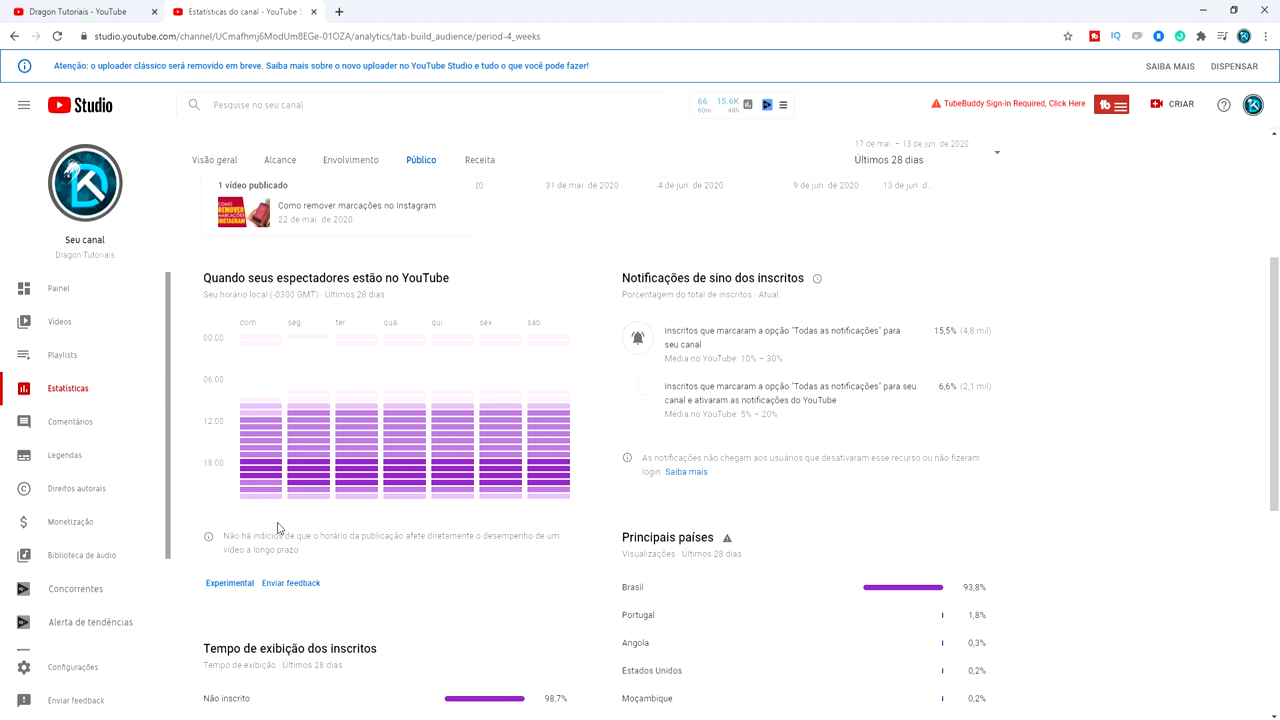 Dragon Tutoriais - YouTube
Estatísticas do canal - YouTube S
studio.youtube.com/channel/UCmafhmj6ModUm8EGe-01OZA/analytics/tab-build_audience/period-4_weeks
IQ
Atenção: o uploader clássico será removido em breve. Saiba mais sobre o novo uploader no YouTube Studio e tudo o que você pode fazer!
SAIBA MAIS
DISPENSAR
Studio
Pesquise no seu canal
66
60m
15.6K
48h
TubeBuddy Sign-in Required, Click Here
tb
CRIAR
Seu canal
Dragon Tutoriais
Painel
Vídeos
Playlists
Estatísticas
Comentários
Legendas
Direitos autorais
Monetização
Biblioteca de áudio
Concorrentes
Alerta de tendências
Configurações
Enviar feedback
Visão geral
Alcance
Envolvimento
Público
Receita
17 de mai. – 13 de jun. de 2020
Últimos 28 dias
1 vídeo publicado
20
31 de mai. de 2020
4 de jun. de 2020
9 de jun. de 2020
13 de jun. d...
COMO REMOVER MARCAÇÕES INSTAGRAM
Como remover marcações no Instagram
22 de mai. de 2020
Quando seus espectadores estão no YouTube
Seu horário local (-0300 GMT) · Últimos 28 dias
dom seg ter qua qui sex sáb
00:00
06:00
12:00
18:00
Não há indícios de que o horário da publicação afete diretamente o desempenho de um
vídeo a longo prazo
Experimental
Enviar feedback
Tempo de exibição dos inscritos
Tempo de exibição · Últimos 28 dias
Não inscrito
98,7%
Notificações de sino dos inscritos
Porcentagem do total de inscritos · Atual
Inscritos que marcaram a opção "Todas as notificações" para
seu canal
15,5% (4,8 mil)
Média no YouTube: 10% – 30%
Inscritos que marcaram a opção "Todas as notificações" para seu
canal e ativaram as notificações do YouTube
6,6% (2,1 mil)
Média no YouTube: 5% – 20%
As notificações não chegam aos usuários que desativaram esse recurso ou não fizeram
login. Saiba mais
Principais países
Visualizações · Últimos 28 dias
Brasil 93,8%
Portugal 1,8%
Angola 0,3%
Estados Unidos 0,2%
Moçambique 0,2%